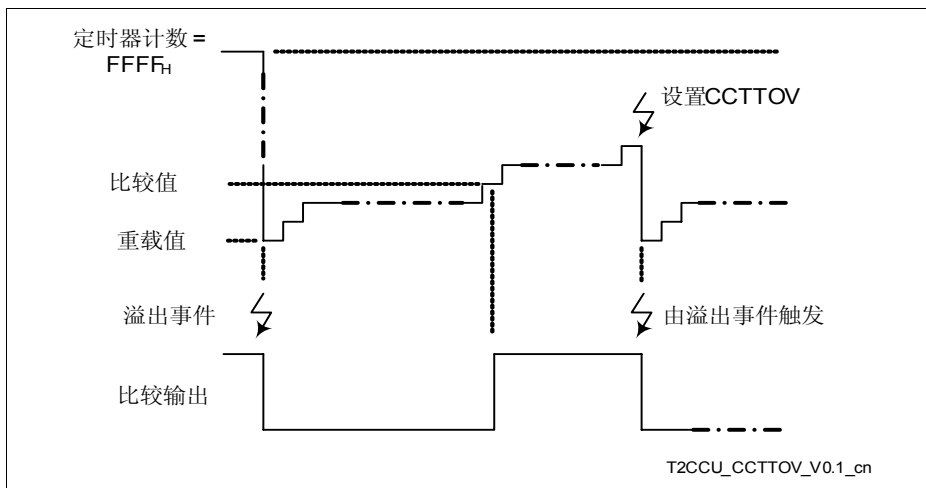 定时器计数 =
FFFFH
设置CCTTOV
比较值
重载值
溢出事件
由溢出事件触发
比较输出
T2CCU_CCTTOV_V0.1_cn